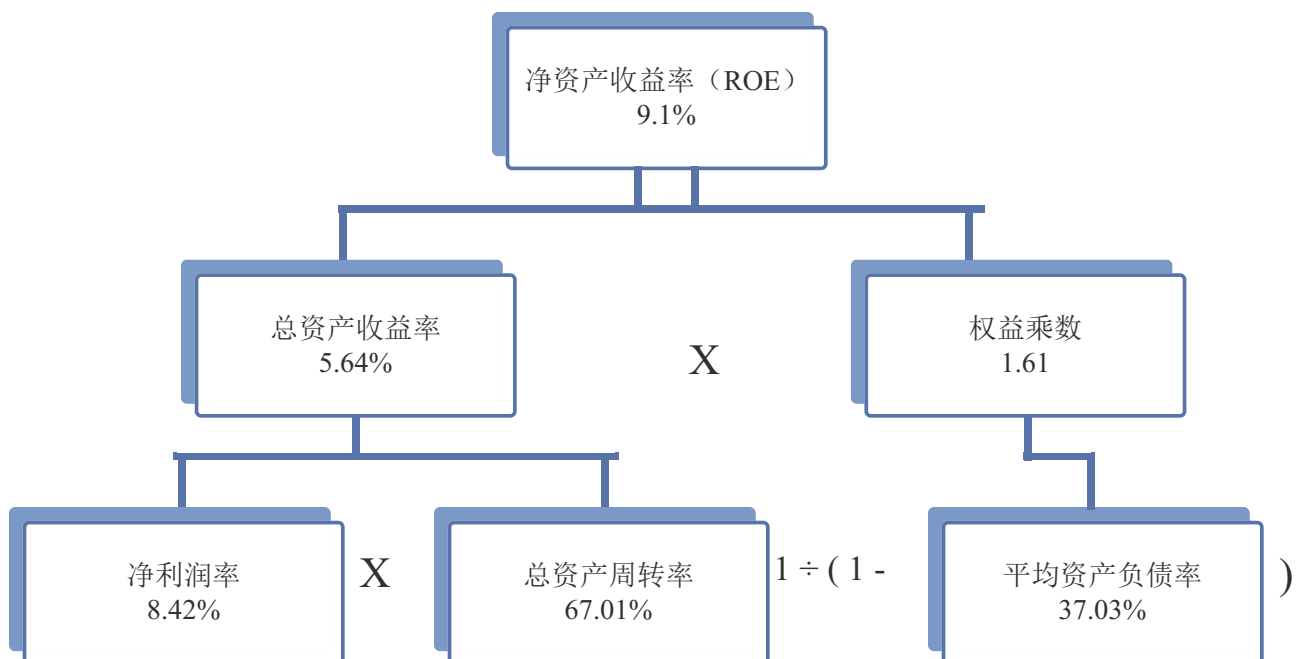 净资产收益率（ROE）
9.1%
总资产收益率
5.64%
X
权益乘数
1.61
净利润率
8.42%
X
总资产周转率
67.01%
1 ÷ ( 1 -
平均资产负债率
37.03%
)